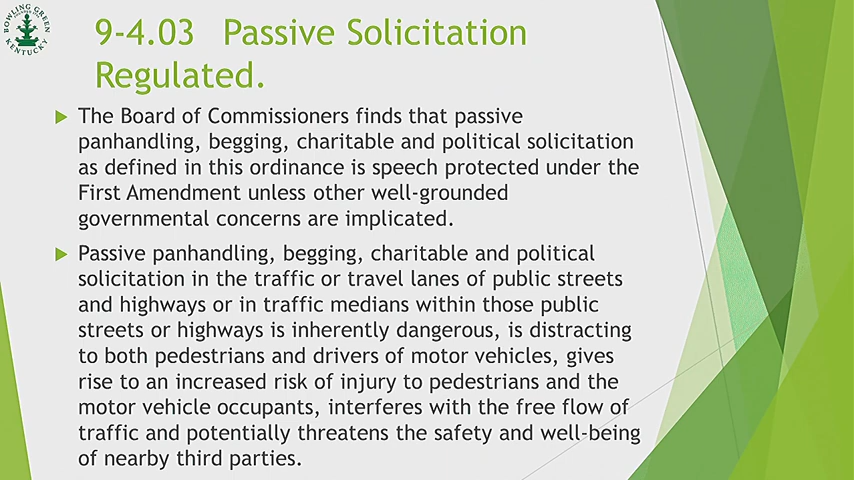 BOWLING GREEN
KENTUCKY
9-4.03 Passive Solicitation
Regulated.
The Board of Commissioners finds that passive
panhandling, begging, charitable and political solicitation
as defined in this ordinance is speech protected under the
First Amendment unless other well-grounded
governmental concerns are implicated.
Passive panhandling, begging, charitable and political
solicitation in the traffic or travel lanes of public streets
and highways or in traffic medians within those public
streets or highways is inherently dangerous, is distracting
to both pedestrians and drivers of motor vehicles, gives
rise to an increased risk of injury to pedestrians and the
motor vehicle occupants, interferes with the free flow of
traffic and potentially threatens the safety and well-being
of nearby third parties.